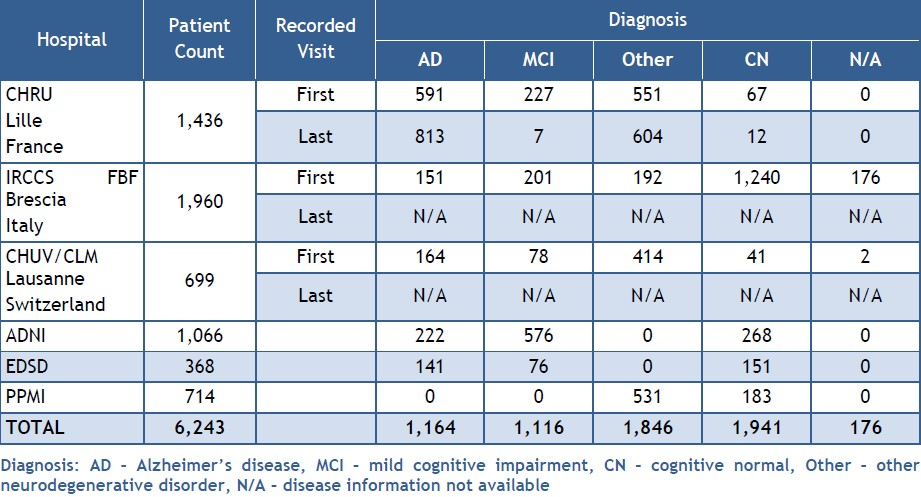 Hospital Patient Count Recorded Visit Diagnosis
AD MCI Other CN N/A
CHRU Lille France 1,436 First 591 227 551 67 0
Last 813 7 604 12 0
IRCCS FBF Brescia Italy 1,960 First 151 201 192 1,240 176
Last N/A N/A N/A N/A N/A
CHUV/CLM Lausanne Switzerland 699 First 164 78 414 41 2
Last N/A N/A N/A N/A N/A
ADNI 1,066 222 576 0 268 0
EDSD 368 141 76 0 151 0
PPMI 714 0 0 531 183 0
TOTAL 6,243 1,164 1,116 1,846 1,941 176
Diagnosis: AD – Alzheimer's disease, MCI – mild cognitive impairment, CN – cognitive normal, Other – other
neurodegenerative disorder, N/A – disease information not available